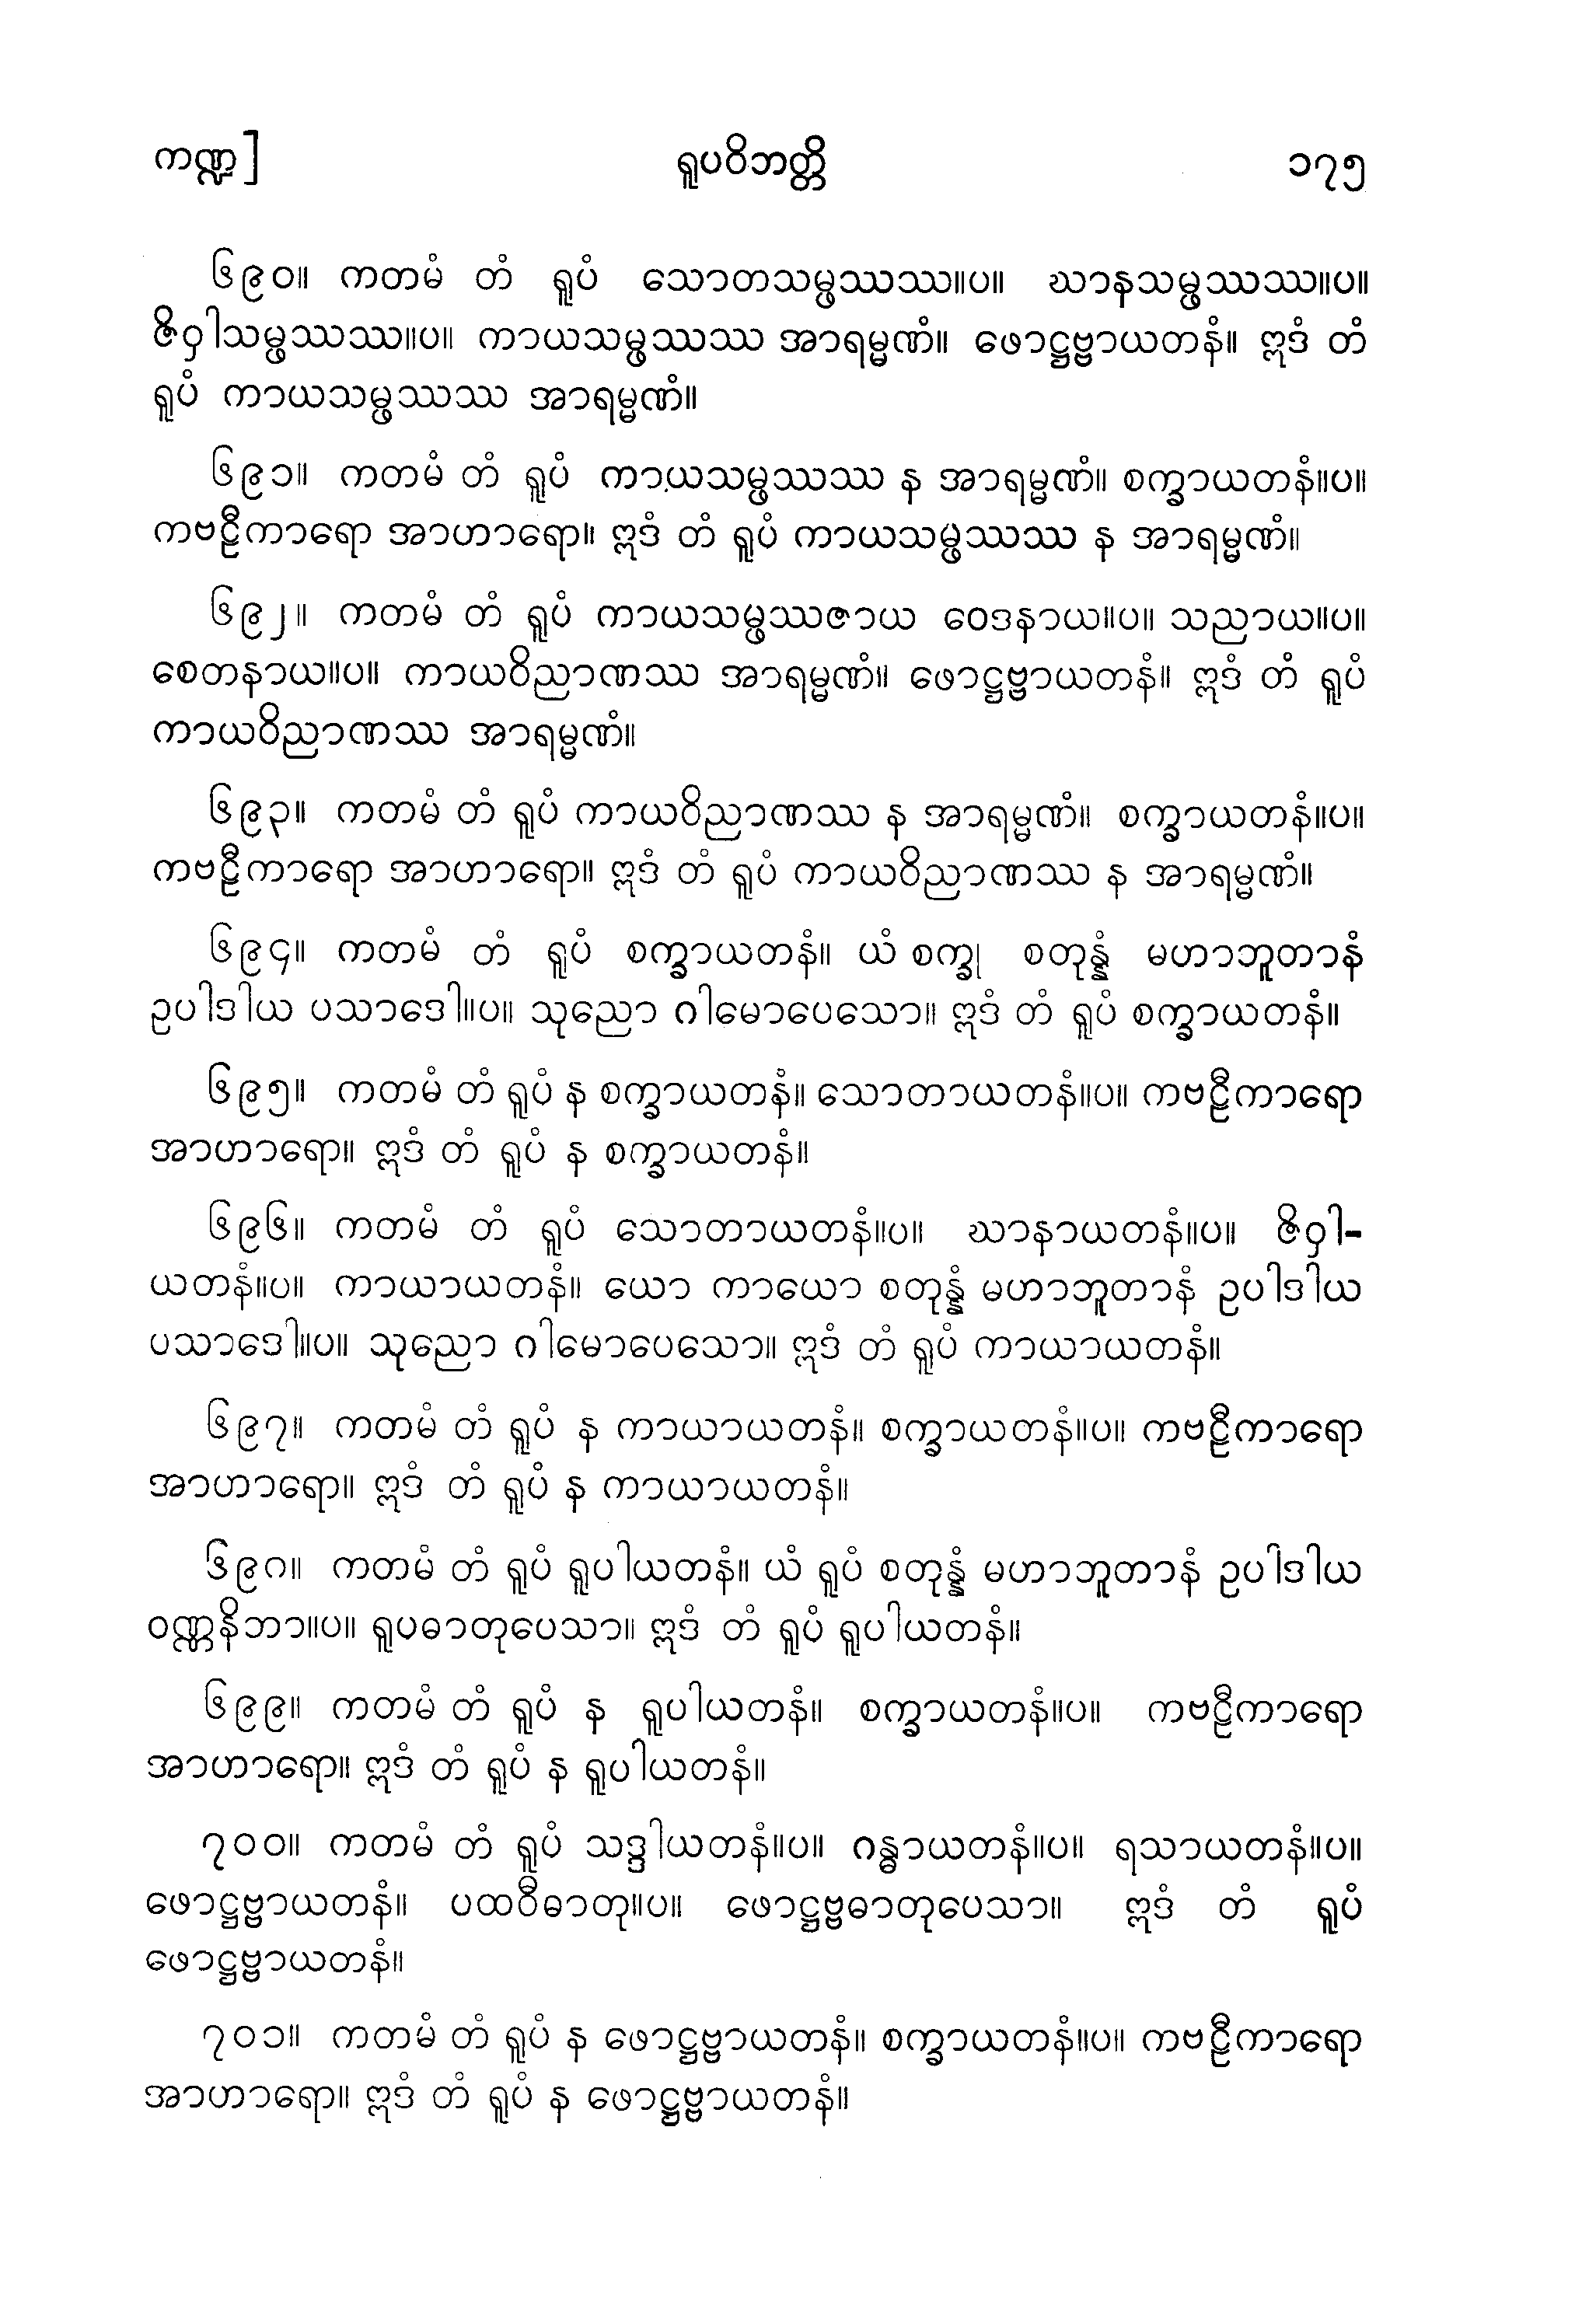 ကဏ္ဍ] ရူပဝိဘတ္တိ ၁၇၅
၆၉၀။ ကတမံ တံ ရူပံ သောတသမ္ဖဿဿ။ပ။ ဃာနသမ္ဖဿဿ။ပ။
ဇိဝှါသမ္ဖဿဿ။ပ။ ကာယသမ္ဖဿဿ အာရမ္မဏံ။ ဖောဋ္ဌဗ္ဗာယတနံ။ ဣဒံ တံ
ရူပံ ကာယသမ္ဖဿဿ အာရမ္မဏံ။
၆၉၁။ ကတမံ တံ ရူပံ ကာယသမ္ဖဿဿ န အာရမ္မဏံ။ စက္ခာယတနံ။ပ။
ကဗဠီကာရော အာဟာရော။ ဣဒံ တံ ရူပံ ကာယသမ္ဖဿဿ န အာရမ္မဏံ။
၆၉၂။ ကတမံ တံ ရူပံ ကာယသမ္ဖဿဇာယ ဝေဒနာယ။ပ။ သညာယ။ပ။
စေတနာယ။ပ။ ကာယဝိညာဏဿ အာရမ္မဏံ။ ဖောဋ္ဌဗ္ဗာယတနံ။ ဣဒံ တံ ရူပံ
ကာယဝိညာဏဿ အာရမ္မဏံ။
၆၉၃။ ကတမံ တံ ရူပံ ကာယဝိညာဏဿ န အာရမ္မဏံ။ စက္ခာယတနံ။ပ။
ကဗဠီကာရော အာဟာရော။ ဣဒံ တံ ရူပံ ကာယဝိညာဏဿ န အာရမ္မဏံ။
၆၉၄။ ကတမံ တံ ရူပံ စက္ခာယတနံ။ ယံ စက္ခု စတုန္နံ မဟာဘူတာနံ
ဥပါဒါယ ပသာဒေါ။ပ။ သုညော ဂါမောပေသော။ ဣဒံ တံ ရူပံ စက္ခာယတနံ။
၆၉၅။ ကတမံ တံ ရူပံ န စက္ခာယတနံ။ သောတာယတနံ။ပ။ ကဗဠီကာရော
အာဟာရော။ ဣဒံ တံ ရူပံ န စက္ခာယတနံ။
၆၉၆။ ကတမံ တံ ရူပံ သောတာယတနံ။ပ။ ဃာနာယတနံ။ပ။ ဇိဝှါ-
ယတနံ။ပ။ ကာယာယတနံ။ ယော ကာယော စတုန္နံ မဟာဘူတာနံ ဥပါဒါယ
ပသာဒေါ။ပ။ သုညော ဂါမောပေသော။ ဣဒံ တံ ရူပံ ကာယာယတနံ။
၆၉၇။ ကတမံ တံ ရူပံ န ကာယာယတနံ။ စက္ခာယတနံ။ပ။ ကဗဠီကာရော
အာဟာရော။ ဣဒံ တံ ရူပံ န ကာယာယတနံ။
၆၉၈။ ကတမံ တံ ရူပံ ရူပါယတနံ။ ယံ ရူပံ စတုန္နံ မဟာဘူတာနံ ဥပါဒါယ
ဝဏ္ဏနိဘာ။ပ။ ရူပဓာတုပေသာ။ ဣဒံ တံ ရူပံ ရူပါယတနံ။
၆၉၉။ ကတမံ တံ ရူပံ န ရူပါယတနံ။ စက္ခာယတနံ။ပ။ ကဗဠီကာရော
အာဟာရော။ ဣဒံ တံ ရူပံ န ရူပါယတနံ။
၇၀၀။ ကတမံ တံ ရူပံ သဒ္ဒါယတနံ။ပ။ ဂန္ဓာယတနံ။ပ။ ရသာယတနံ။ပ။
ဖောဋ္ဌဗ္ဗာယတနံ။ ပထဝီဓာတု။ပ။ ဖောဋ္ဌဗ္ဗဓာတုပေသာ။ ဣဒံ တံ ရူပံ
ဖောဋ္ဌဗ္ဗာယတနံ။
၇၀၁။ ကတမံ တံ ရူပံ န ဖောဋ္ဌဗ္ဗာယတနံ။ စက္ခာယတနံ။ပ။ ကဗဠီကာရော
အာဟာရော။ ဣဒံ တံ ရူပံ န ဖောဋ္ဌဗ္ဗာယတနံ။